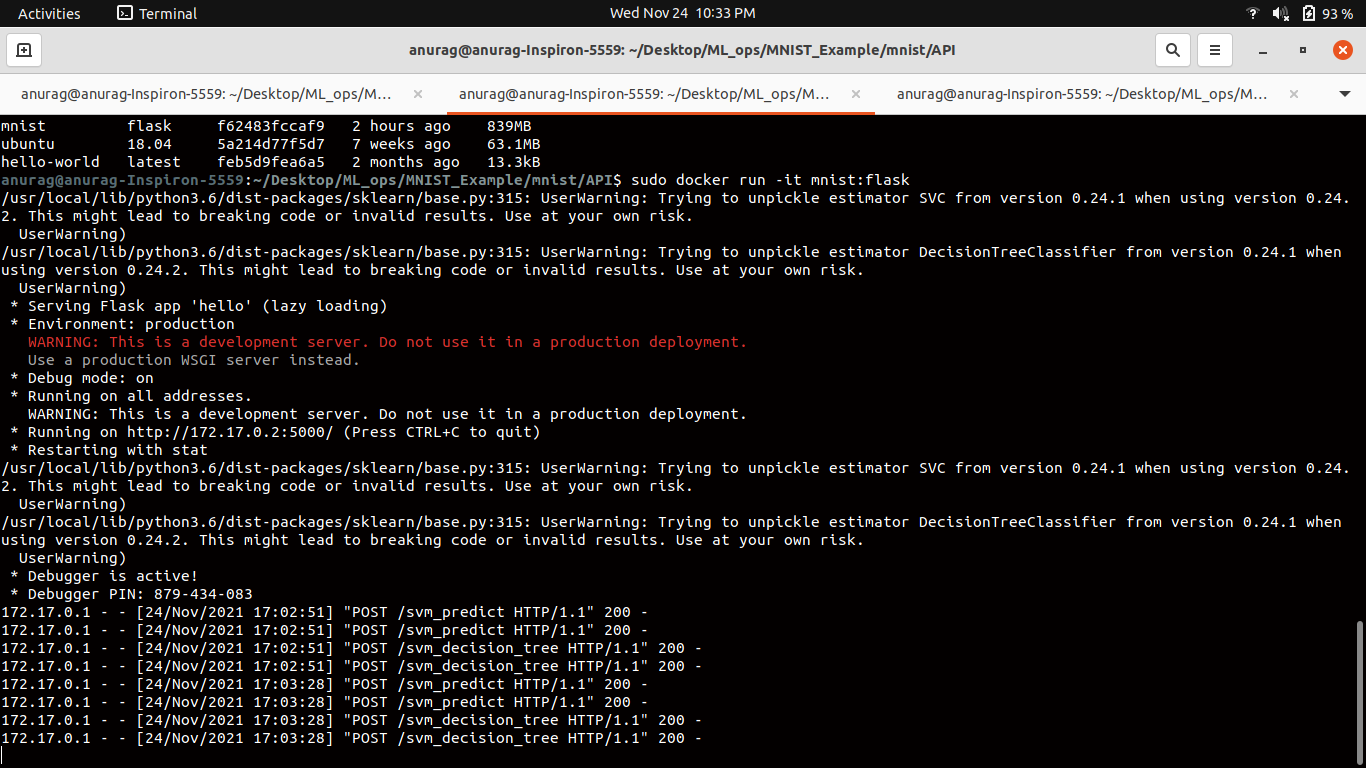 Activities Terminal Wed Nov 24 10:33 PM 93 %
anurag@anurag-Inspiron-5559: ~/Desktop/ML_ops/MNIST_Example/mnist/API
anurag@anurag-Inspiron-5559: ~/Desktop/ML_ops/M... anurag@anurag-Inspiron-5559: ~/Desktop/ML_ops/M... anurag@anurag-Inspiron-5559: ~/Desktop/ML_ops/M...
mnist flask f62483fccaf9 2 hours ago 839MB
ubuntu 18.04 5a214d77f5d7 7 weeks ago 63.1MB
hello-world latest feb5d9fea6a5 2 months ago 13.3kB
anurag@anurag-Inspiron-5559:~/Desktop/ML_ops/MNIST_Example/mnist/API$ sudo docker run -it mnist:flask
/usr/local/lib/python3.6/dist-packages/sklearn/base.py:315: UserWarning: Trying to unpickle estimator SVC from version 0.24.1 when using version 0.24.
2. This might lead to breaking code or invalid results. Use at your own risk.
UserWarning)
/usr/local/lib/python3.6/dist-packages/sklearn/base.py:315: UserWarning: Trying to unpickle estimator DecisionTreeClassifier from version 0.24.1 when
using version 0.24.2. This might lead to breaking code or invalid results. Use at your own risk.
UserWarning)
* Serving Flask app 'hello' (lazy loading)
* Environment: production
WARNING: This is a development server. Do not use it in a production deployment.
Use a production WSGI server instead.
* Debug mode: on
* Running on all addresses.
WARNING: This is a development server. Do not use it in a production deployment.
* Running on http://172.17.0.2:5000/ (Press CTRL+C to quit)
* Restarting with stat
/usr/local/lib/python3.6/dist-packages/sklearn/base.py:315: UserWarning: Trying to unpickle estimator SVC from version 0.24.1 when using version 0.24.
2. This might lead to breaking code or invalid results. Use at your own risk.
UserWarning)
/usr/local/lib/python3.6/dist-packages/sklearn/base.py:315: UserWarning: Trying to unpickle estimator DecisionTreeClassifier from version 0.24.1 when
using version 0.24.2. This might lead to breaking code or invalid results. Use at your own risk.
UserWarning)
* Debugger is active!
* Debugger PIN: 879-434-083
172.17.0.1 - - [24/Nov/2021 17:02:51] "POST /svm_predict HTTP/1.1" 200 -
172.17.0.1 - - [24/Nov/2021 17:02:51] "POST /svm_predict HTTP/1.1" 200 -
172.17.0.1 - - [24/Nov/2021 17:02:51] "POST /svm_decision_tree HTTP/1.1" 200 -
172.17.0.1 - - [24/Nov/2021 17:02:51] "POST /svm_decision_tree HTTP/1.1" 200 -
172.17.0.1 - - [24/Nov/2021 17:03:28] "POST /svm_predict HTTP/1.1" 200 -
172.17.0.1 - - [24/Nov/2021 17:03:28] "POST /svm_predict HTTP/1.1" 200 -
172.17.0.1 - - [24/Nov/2021 17:03:28] "POST /svm_decision_tree HTTP/1.1" 200 -
172.17.0.1 - - [24/Nov/2021 17:03:28] "POST /svm_decision_tree HTTP/1.1" 200 -